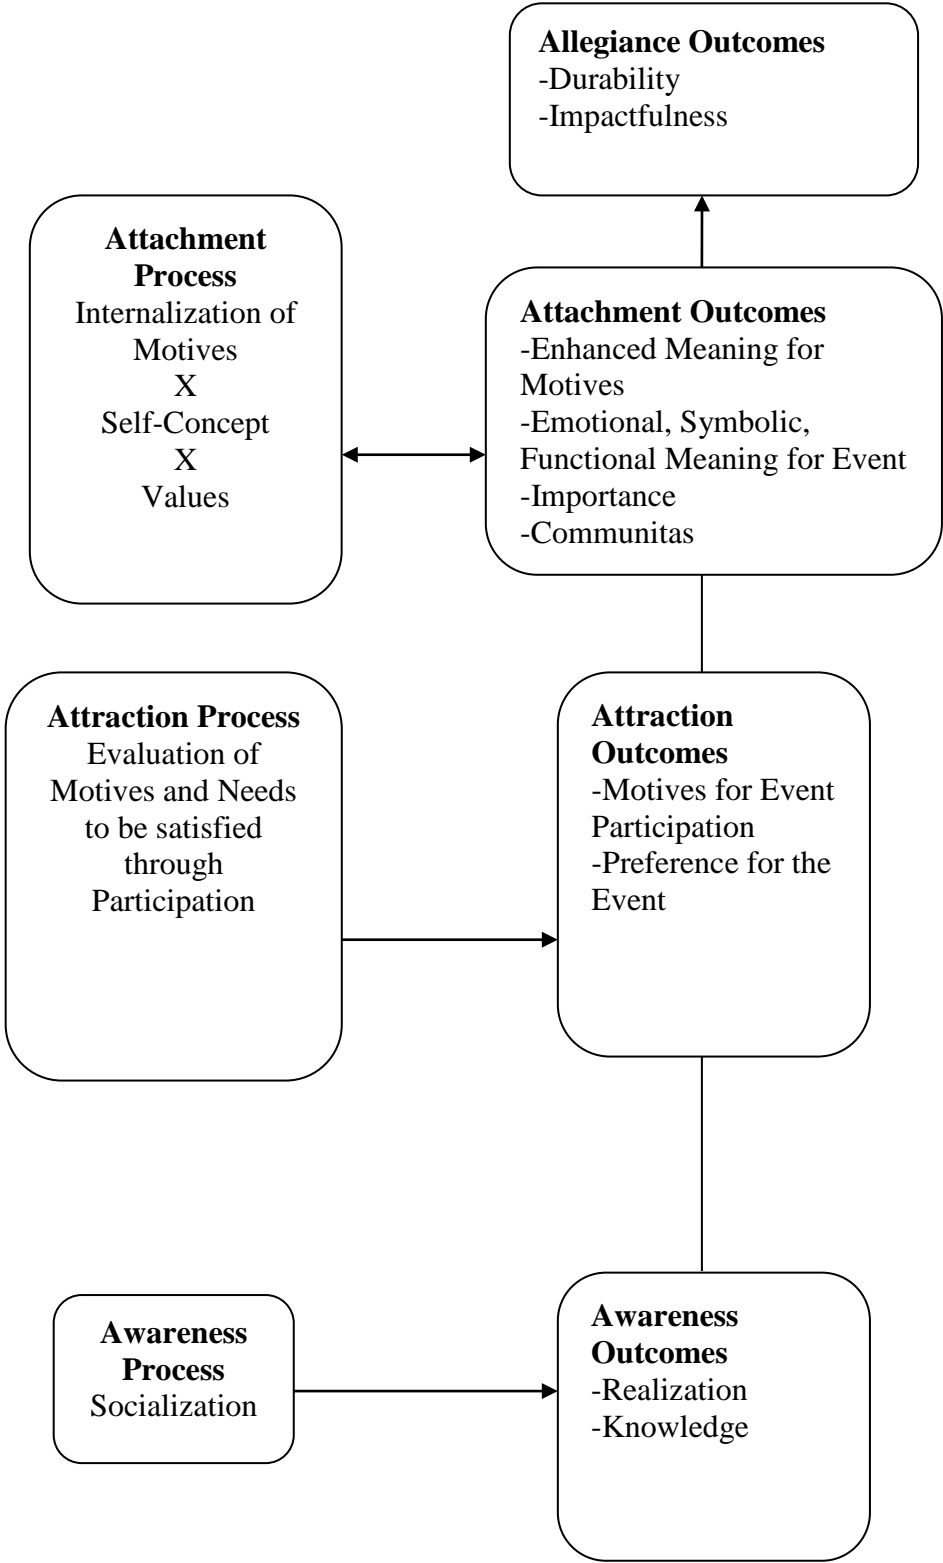 Allegiance Outcomes
-Durability
-Impactfulness
Attachment
Process
Internalization of
Motives
X
Self-Concept
X
Values
Attachment Outcomes
-Enhanced Meaning for
Motives
-Emotional, Symbolic,
Functional Meaning for Event
-Importance
-Communitas
Attraction Process
Evaluation of
Motives and Needs
to be satisfied
through
Participation
Attraction
Outcomes
-Motives for Event
Participation
-Preference for the
Event
Awareness
Process
Socialization
Awareness
Outcomes
-Realization
-Knowledge